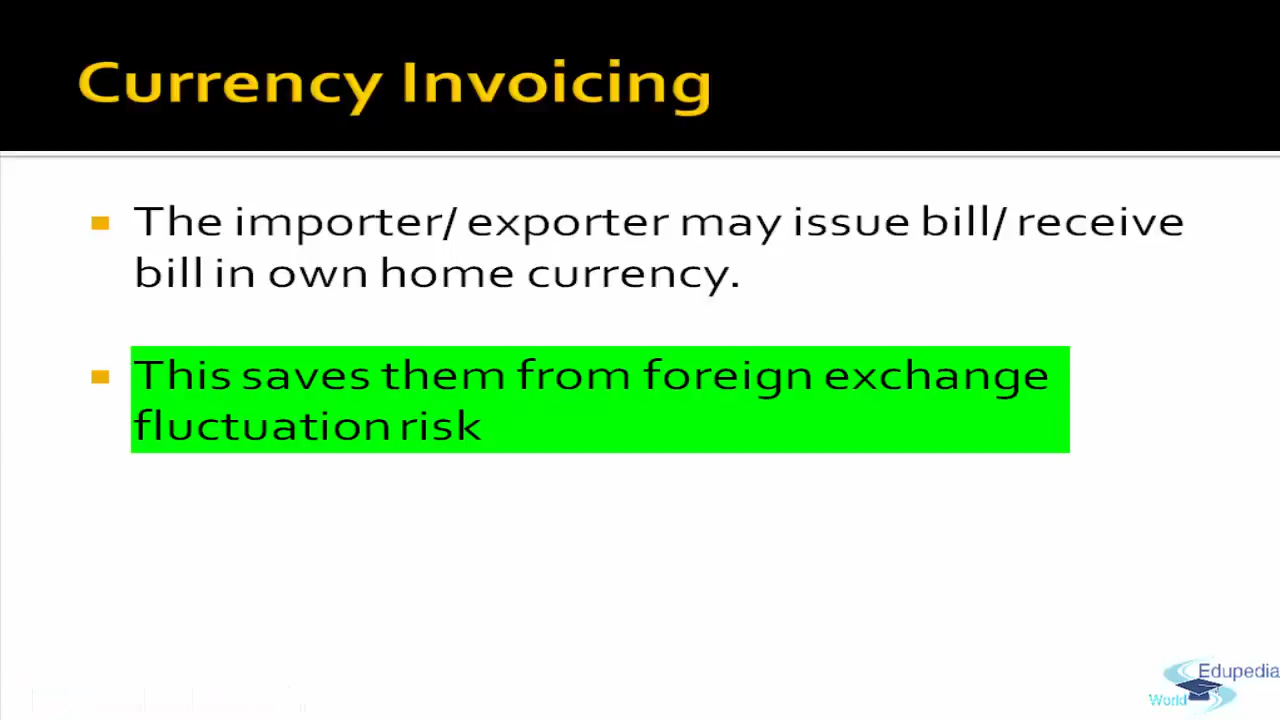 Currency Invoicing
The importer/ exporter may issue bill/ receive
bill in own home currency.
This saves them from foreign exchange
fluctuation risk
Edupedia
World